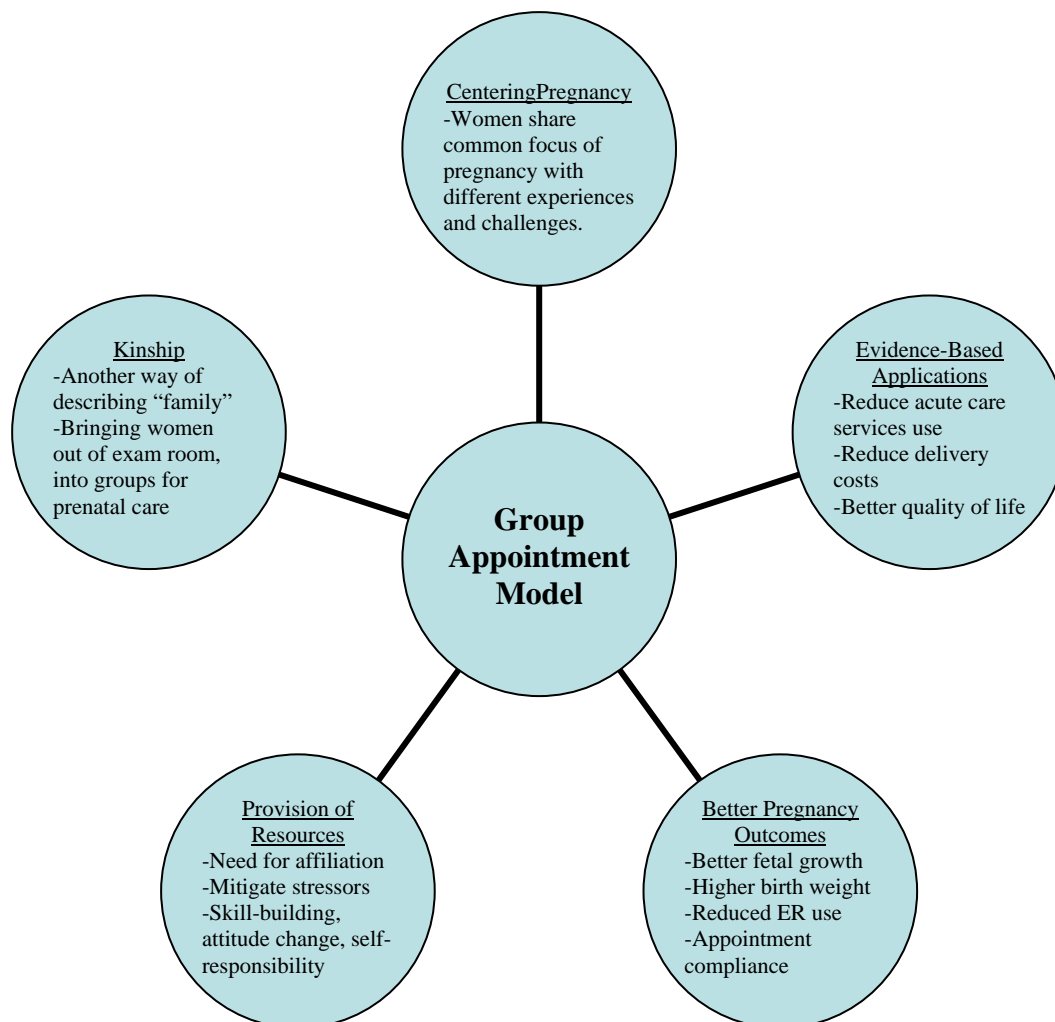 CenteringPregnancy
-Women share
common focus of
pregnancy with
different experiences
and challenges.
Kinship
-Another way of
describing “family”
-Bringing women
out of exam room,
into groups for
prenatal care
Evidence-Based
Applications
-Reduce acute care
services use
-Reduce delivery
costs
-Better quality of life
Group
Appointment
Model
Provision of
Resources
-Need for affiliation
-Mitigate stressors
-Skill-building,
attitude change, self-
responsibility
Better Pregnancy
Outcomes
-Better fetal growth
-Higher birth weight
-Reduced ER use
-Appointment
compliance